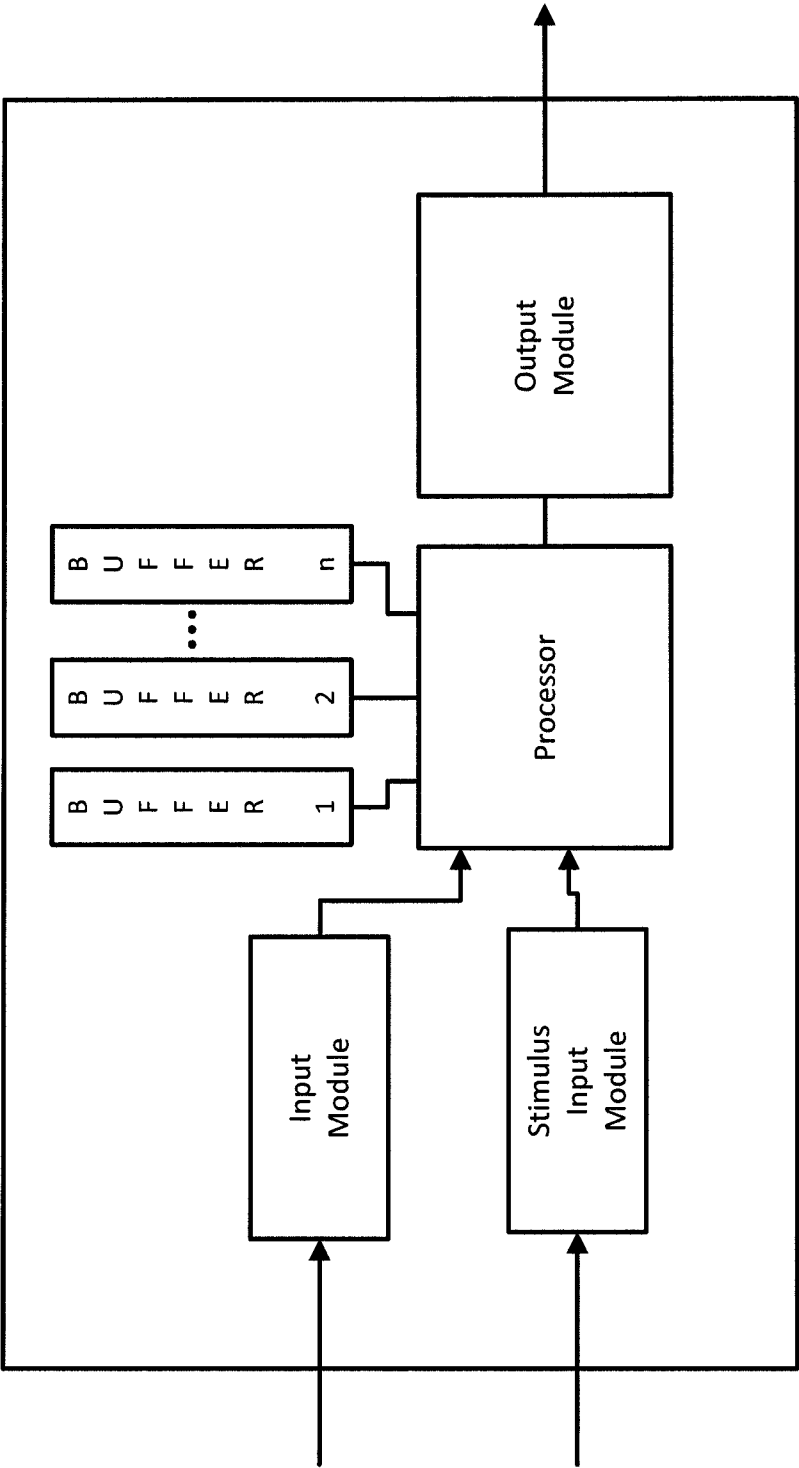 B U F F E R 1
B U F F E R 2
B U F F E R n
Input
Module
Stimulus
Input
Module
Processor
Output
Module